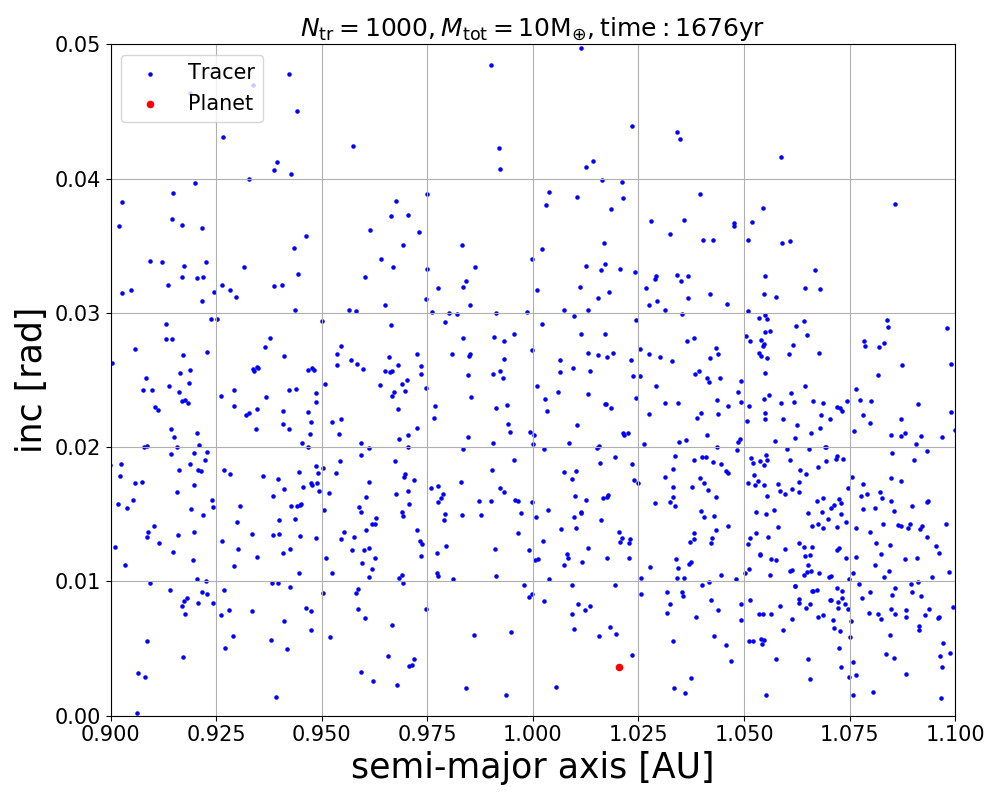 N_tr = 1000, M_tot = 10M_⊕, time : 1676yr
0.05
Tracer
Planet
0.04
0.03
0.02
0.01
0.00
inc [rad]
0.900 0.925 0.950 0.975 1.000 1.025 1.050 1.075 1.100
semi-major axis [AU]